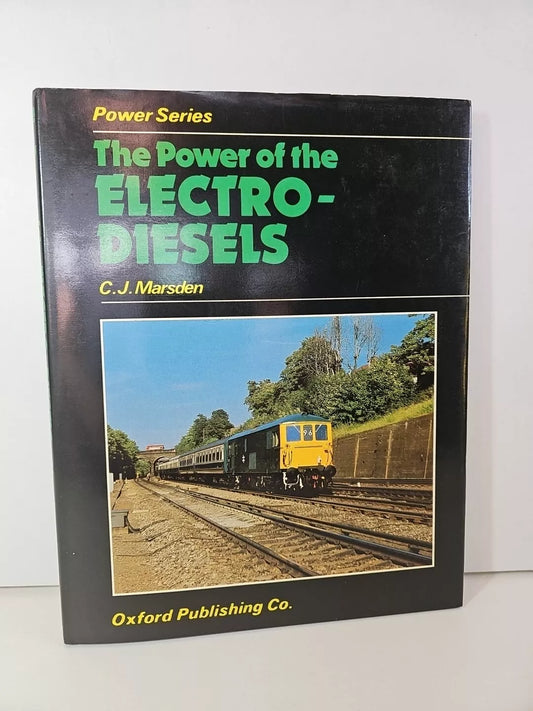 Power Series
The Power of the
ELECTRO-
DIESELS
C.J. Marsden
Oxford Publishing Co.